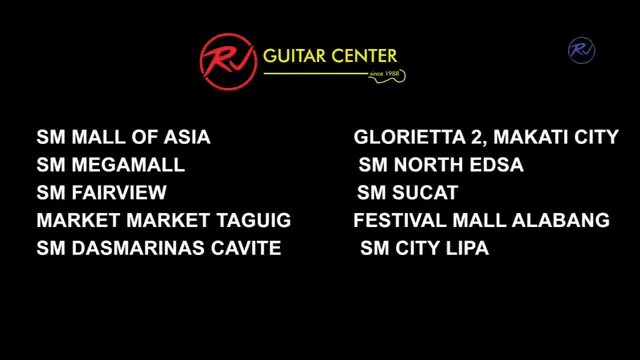 RJ GUITAR CENTER
since 1988
RJ
SM MALL OF ASIA
SM MEGAMALL
SM FAIRVIEW
MARKET MARKET TAGUIG
SM DASMARINAS CAVITE
GLORIETTA 2, MAKATI CITY
SM NORTH EDSA
SM SUCAT
FESTIVAL MALL ALABANG
SM CITY LIPA